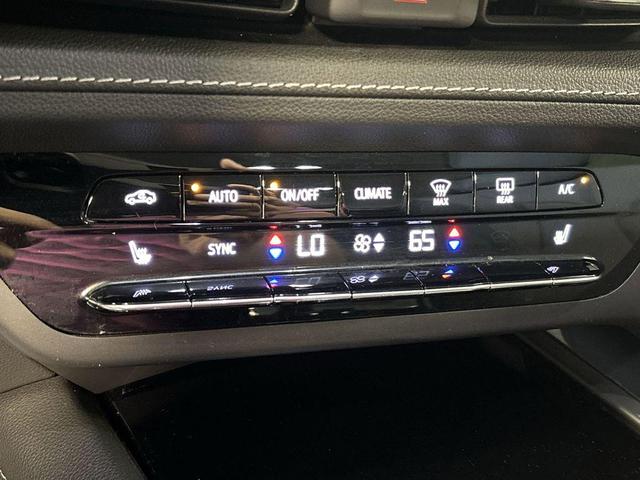 AUTO ON/OFF CLIMATE MAX REAR A/C
SYNC LO 65